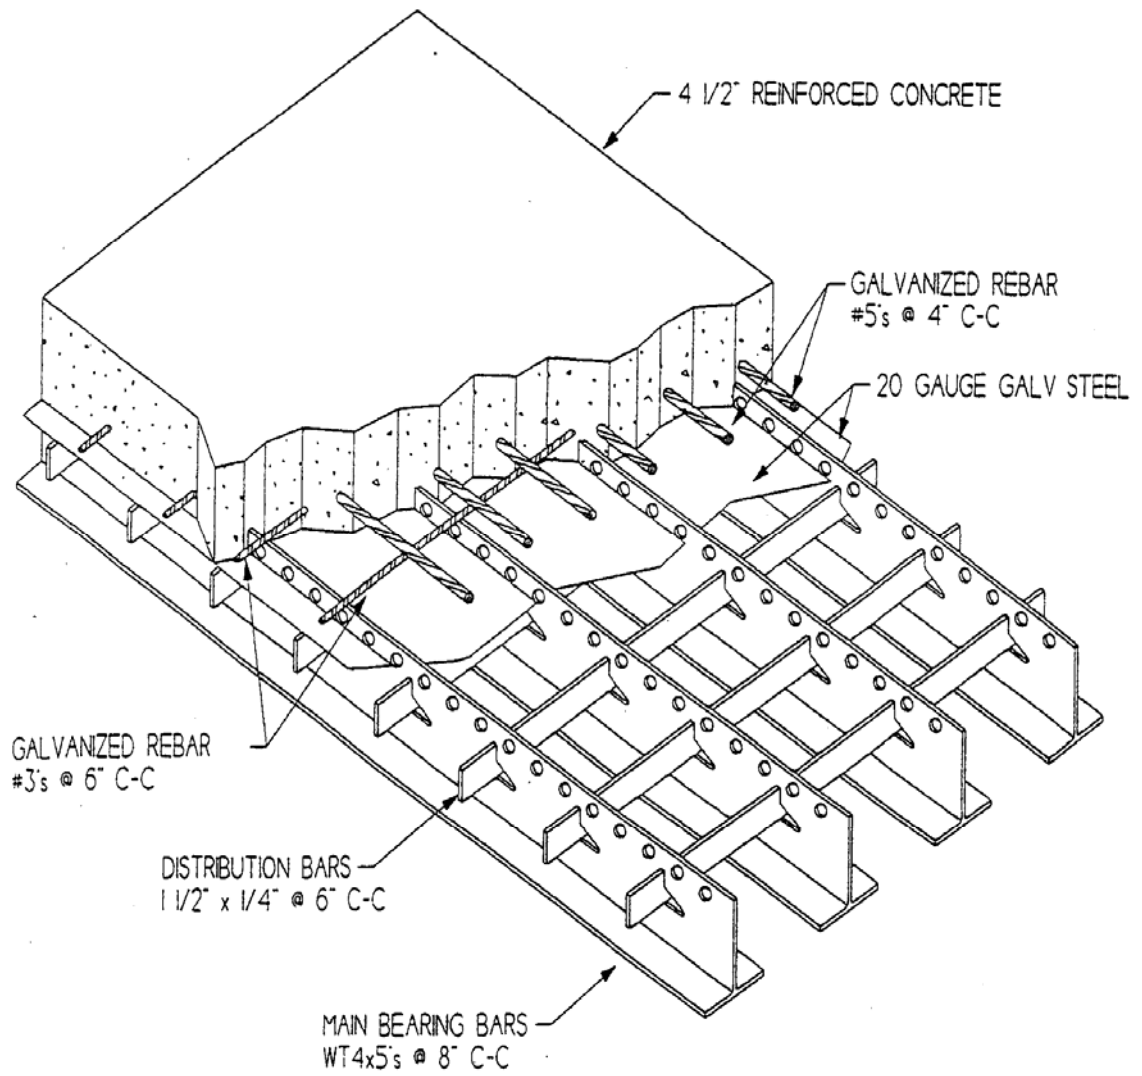 4 1/2" REINFORCED CONCRETE
GALVANIZED REBAR
#5's @ 4" C-C
20 GAUGE GALV STEEL
GALVANIZED REBAR
#3's @ 6" C-C
DISTRIBUTION BARS
1 1/2" x 1/4" @ 6" C-C
MAIN BEARING BARS
WT4x5's @ 8" C-C